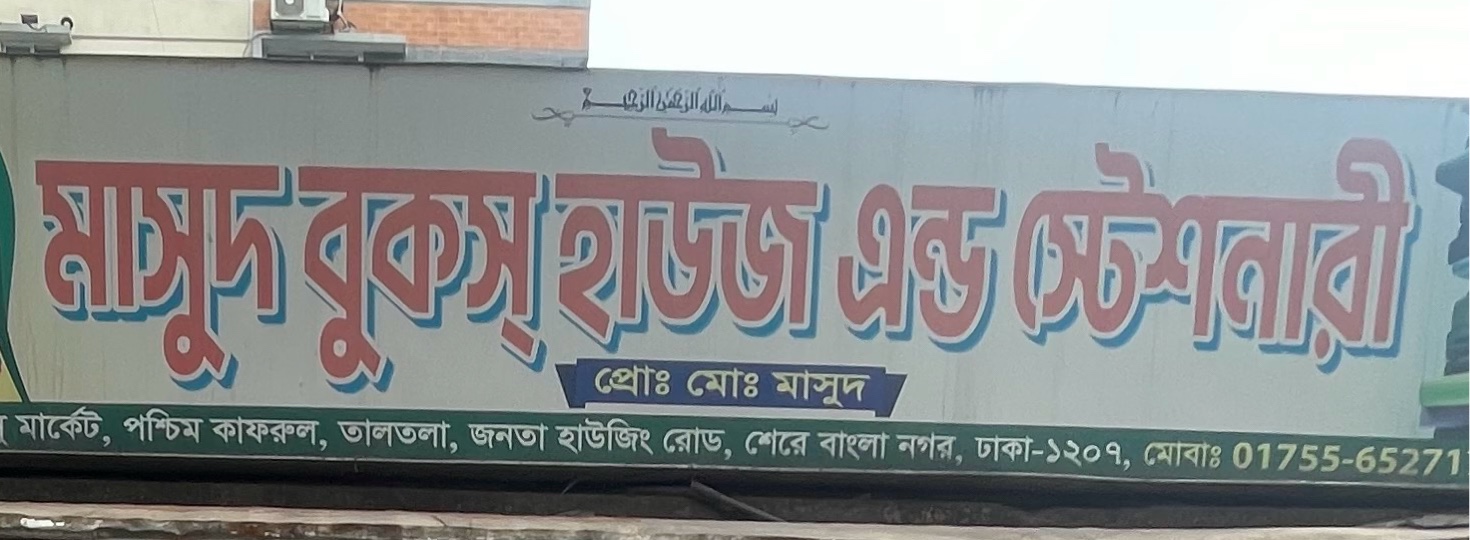 بسم الله الرحمن الرحيم
মাসুদ বুকস্ হাউজ এন্ড স্টেশনারী
প্রোঃ মোঃ মাসুদ
মার্কেট, পশ্চিম কাফরুল, তালতলা, জনতা হাউজিং রোড, শেরে বাংলা নগর, ঢাকা-১২০৭, মোবাঃ 01755-65271